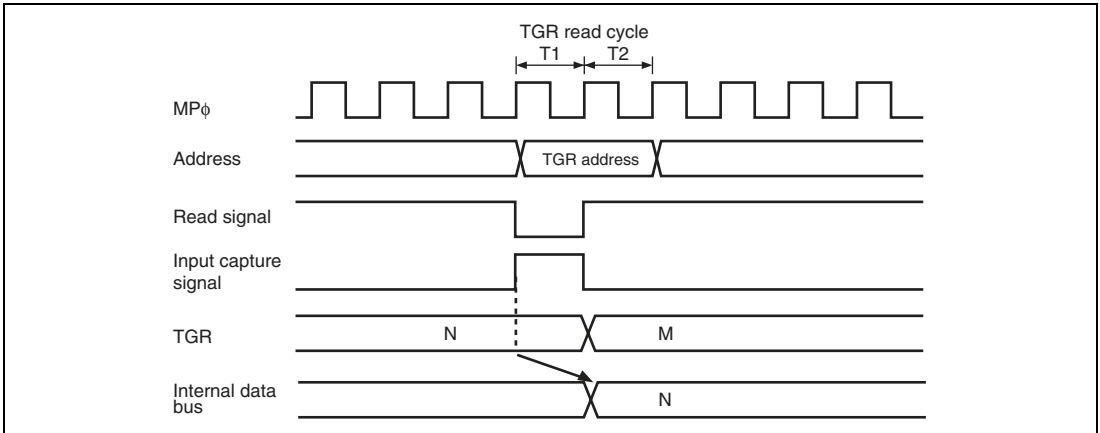 TGR read cycle
T1 T2
MPφ
Address
TGR address
Read signal
Input capture
signal
TGR
N M
Internal data
bus
N